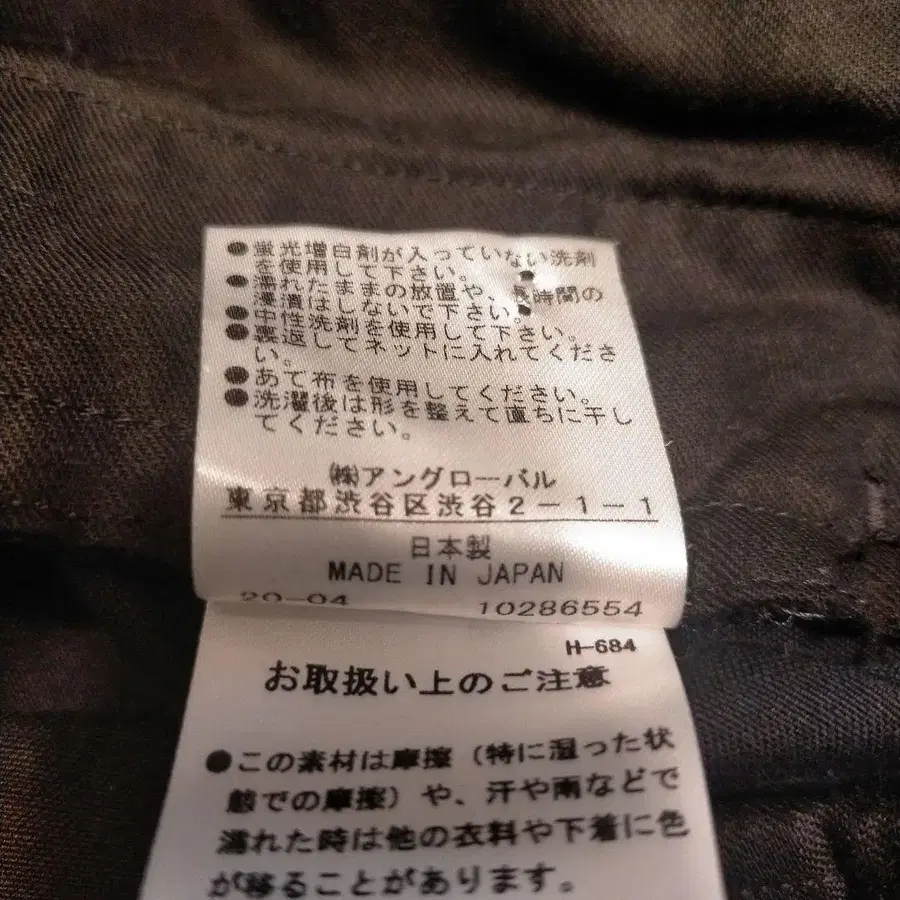 ●蛍光増白剤が入っていない洗剤
を使用して下さい。
●濡れたままの放置や、長時間の
浸漬はしないで下さい。
●中性洗剤を使用して下さい。
●裏返してネットに入れてくださ
い。
●あて布を使用してください。
●洗濯後は形を整えて直ちに干し
てください。
㈱アングローバル
東京都渋谷区渋谷2-1-1
日本製
MADE IN JAPAN
20-04 10286554
H-684
お取扱い上のご注意
●この素材は摩擦（特に湿った状
態での摩擦）や、汗や雨などで
濡れた時は他の衣料や下着に色
が移ることがあります。